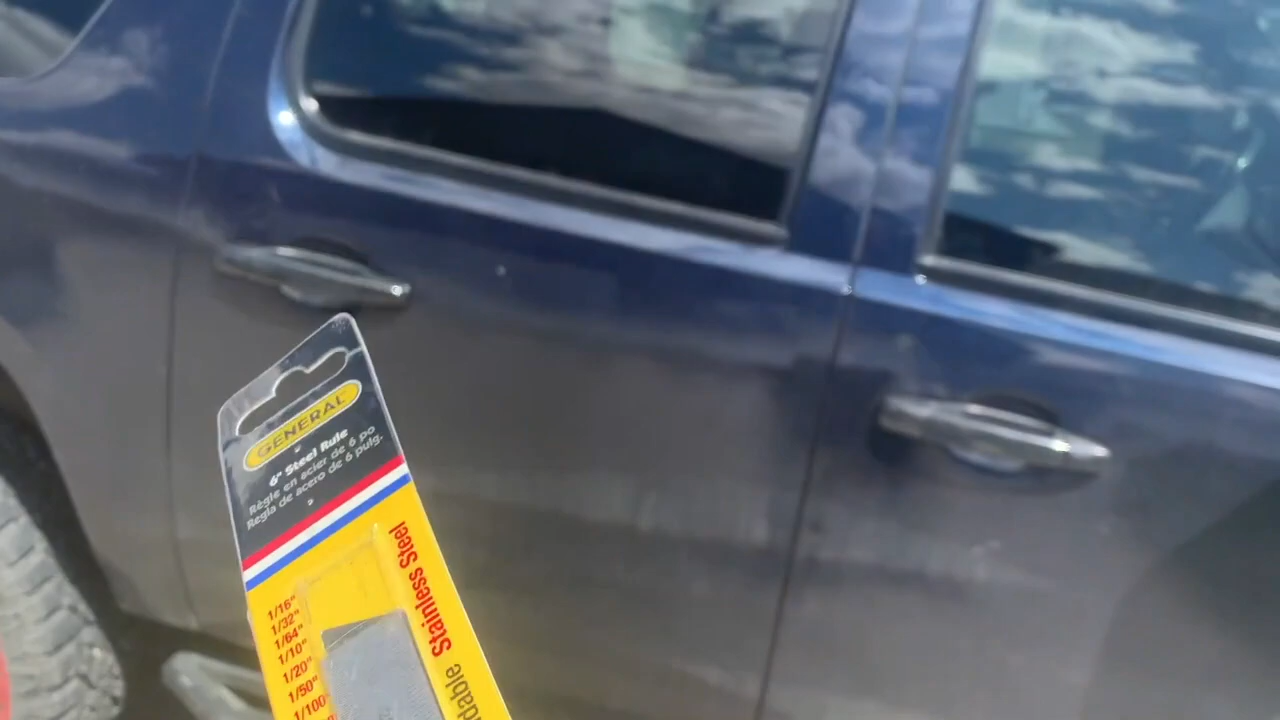 GENERAL
6" Steel Rule
Règle en acier de 6 po
Regla de acero de 6 pulg.
Stainless Steel
1/16"
1/32"
1/64"
1/10"
1/20"
1/50"
1/100"